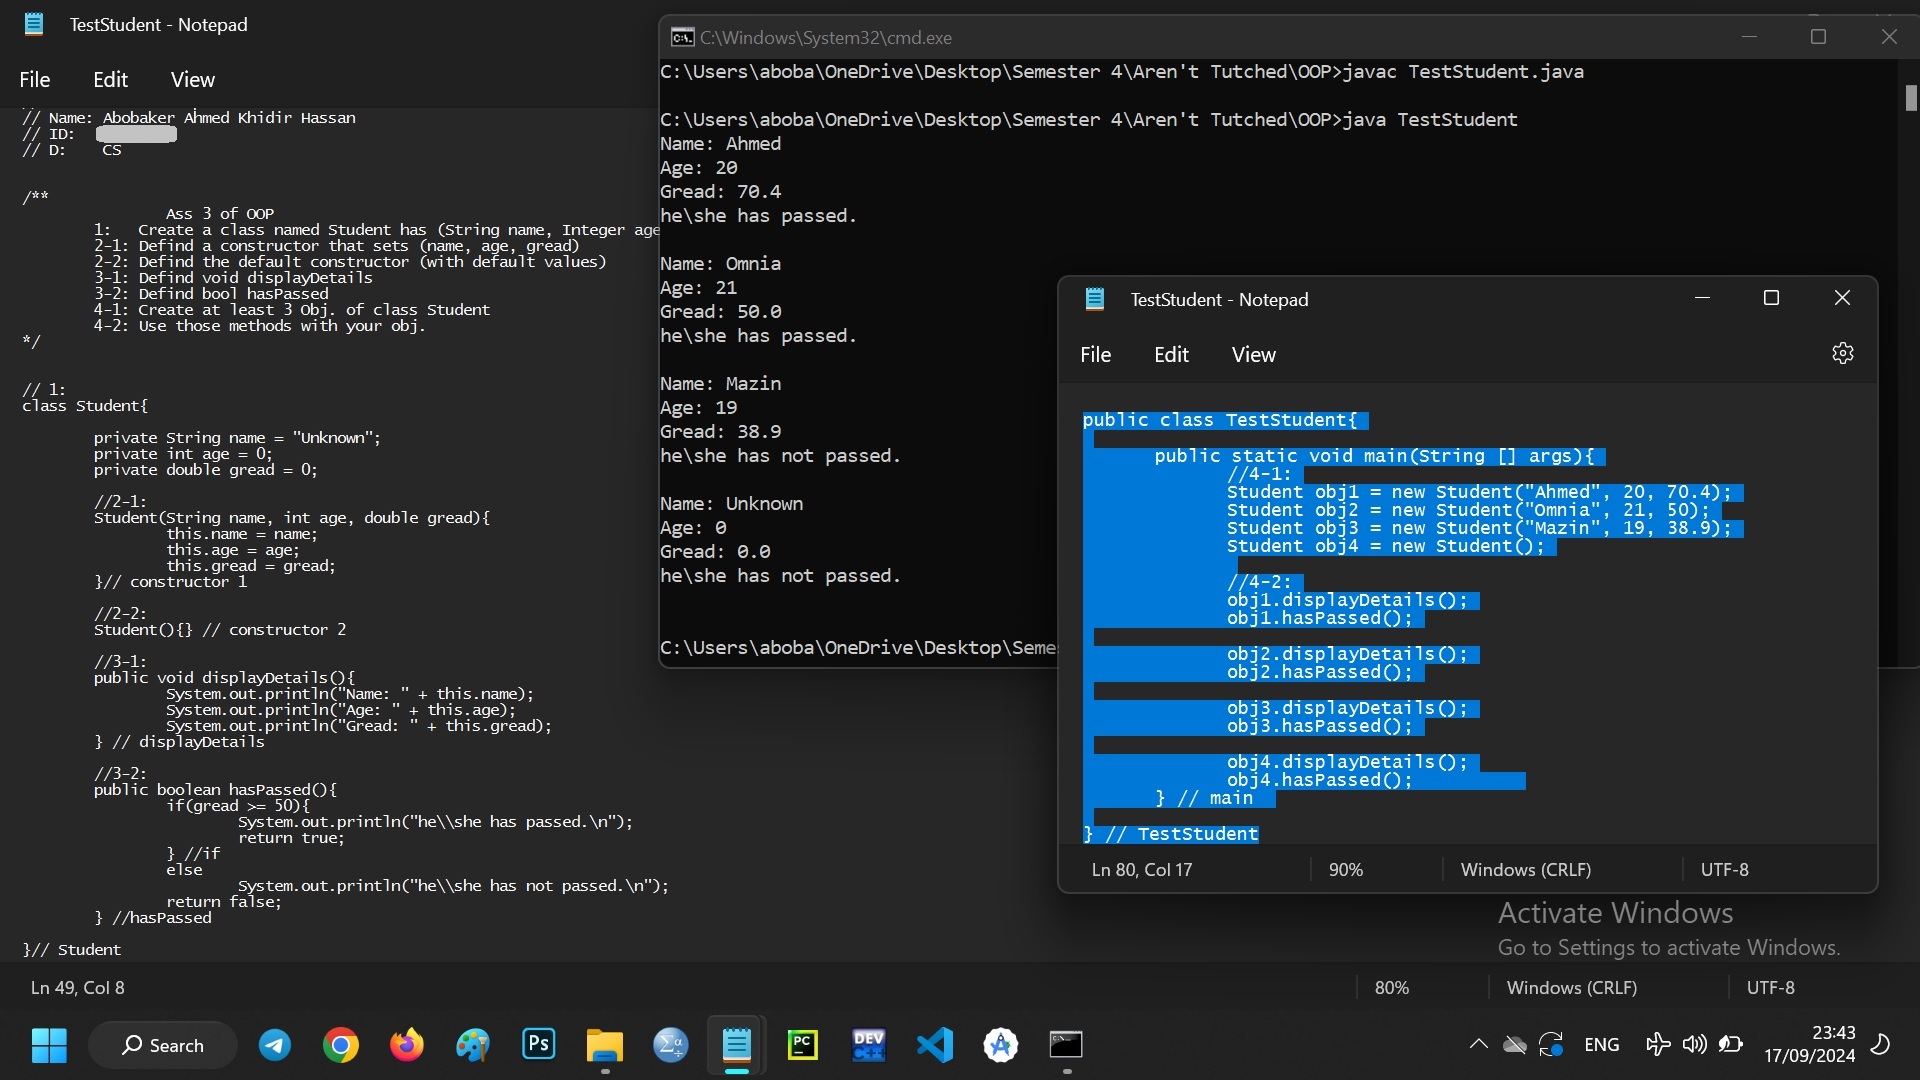 TestStudent - Notepad
File Edit View
// Name: Abobaker Ahmed Khidir Hassan
// ID:
// D: CS
/**
Ass 3 of OOP
1: Create a class named Student has (String name, Integer age
2-1: Defind a constructor that sets (name, age, gread)
2-2: Defind the default constructor (with default values)
3-1: Defind void displayDetails
3-2: Defind bool hasPassed
4-1: Create at least 3 Obj. of class Student
4-2: Use those methods with your obj.
*/
// 1:
class Student{
private String name = "Unknown";
private int age = 0;
private double gread = 0;
//2-1:
Student(String name, int age, double gread){
this.name = name;
this.age = age;
this.gread = gread;
}// constructor 1
//2-2:
Student(){} // constructor 2
//3-1:
public void displayDetails(){
System.out.println("Name: " + this.name);
System.out.println("Age: " + this.age);
System.out.println("Gread: " + this.gread);
} // displayDetails
//3-2:
public boolean hasPassed(){
if(gread >= 50){
System.out.println("he\\she has passed.\n");
return true;
} //if
else
System.out.println("he\\she has not passed.\n");
return false;
} //hasPassed
}// Student
Ln 49, Col 8
80%
Windows (CRLF)
UTF-8
C:\Windows\System32\cmd.exe
C:\Users\aboba\OneDrive\Desktop\Semester 4\Aren't Tutched\OOP>javac TestStudent.java
C:\Users\aboba\OneDrive\Desktop\Semester 4\Aren't Tutched\OOP>java TestStudent
Name: Ahmed
Age: 20
Gread: 70.4
he\she has passed.
Name: Omnia
Age: 21
Gread: 50.0
he\she has passed.
Name: Mazin
Age: 19
Gread: 38.9
he\she has not passed.
Name: Unknown
Age: 0
Gread: 0.0
he\she has not passed.
C:\Users\aboba\OneDrive\Desktop\Seme
TestStudent - Notepad
File Edit View
public class TestStudent{
public static void main(String [] args){
//4-1:
Student obj1 = new Student("Ahmed", 20, 70.4);
Student obj2 = new Student("Omnia", 21, 50);
Student obj3 = new Student("Mazin", 19, 38.9);
Student obj4 = new Student();
//4-2:
obj1.displayDetails();
obj1.hasPassed();
obj2.displayDetails();
obj2.hasPassed();
obj3.displayDetails();
obj3.hasPassed();
obj4.displayDetails();
obj4.hasPassed();
} // main
} // TestStudent
Ln 80, Col 17
90%
Windows (CRLF)
UTF-8
Activate Windows
Go to Settings to activate Windows.
Search
Ps
PC
DEV
C++
ENG
23:43
17/09/2024